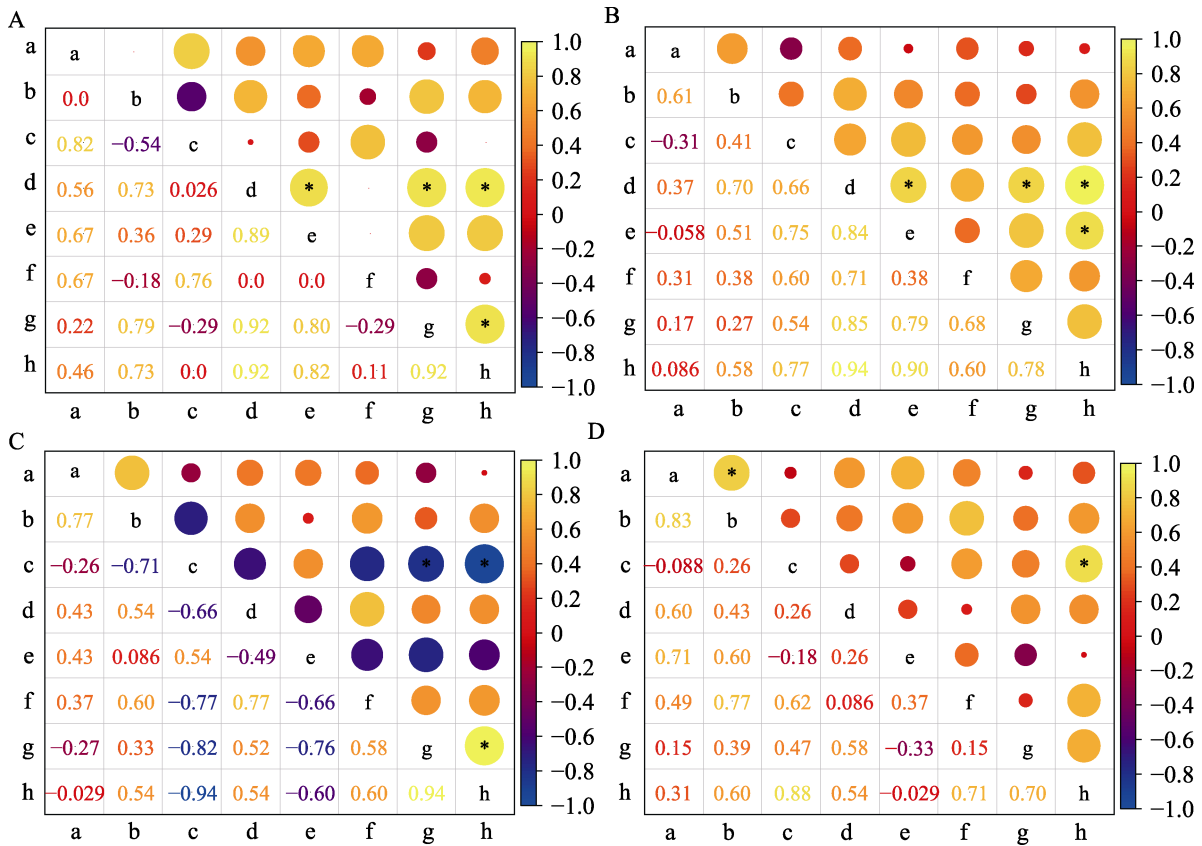 A
a a 1.0
b 0.0 b 0.8
c 0.82 −0.54 c 0.6
d 0.56 0.73 0.026 d * * * 0.4
e 0.67 0.36 0.29 0.89 e 0.2
f 0.67 −0.18 0.76 0.0 0.0 f 0
g 0.22 0.79 −0.29 0.92 0.80 −0.29 g * −0.2
h 0.46 0.73 0.0 0.92 0.82 0.11 0.92 h −0.4
−0.6
−0.8
−1.0
a b c d e f g h
B
a a 1.0
b 0.61 b 0.8
c −0.31 0.41 c 0.6
d 0.37 0.70 0.66 d * * * 0.4
e −0.058 0.51 0.75 0.84 e * 0.2
f 0.31 0.38 0.60 0.71 0.38 f 0
g 0.17 0.27 0.54 0.85 0.79 0.68 g −0.2
h 0.086 0.58 0.77 0.94 0.90 0.60 0.78 h −0.4
−0.6
−0.8
−1.0
a b c d e f g h
C
a a 1.0
b 0.77 b 0.8
c −0.26 −0.71 c * * 0.6
d 0.43 0.54 −0.66 d 0.4
e 0.43 0.086 0.54 −0.49 e 0.2
f 0.37 0.60 −0.77 0.77 −0.66 f 0
g −0.27 0.33 −0.82 0.52 −0.76 0.58 g * −0.2
h −0.029 0.54 −0.94 0.54 −0.60 0.60 0.94 h −0.4
−0.6
−0.8
−1.0
a b c d e f g h
D
a a * 1.0
b 0.83 b 0.8
c −0.088 0.26 c * 0.6
d 0.60 0.43 0.26 d 0.4
e 0.71 0.60 −0.18 0.26 e 0.2
f 0.49 0.77 0.62 0.086 0.37 f 0
g 0.15 0.39 0.47 0.58 −0.33 0.15 g −0.2
h 0.31 0.60 0.88 0.54 −0.029 0.71 0.70 h −0.4
−0.6
−0.8
−1.0
a b c d e f g h